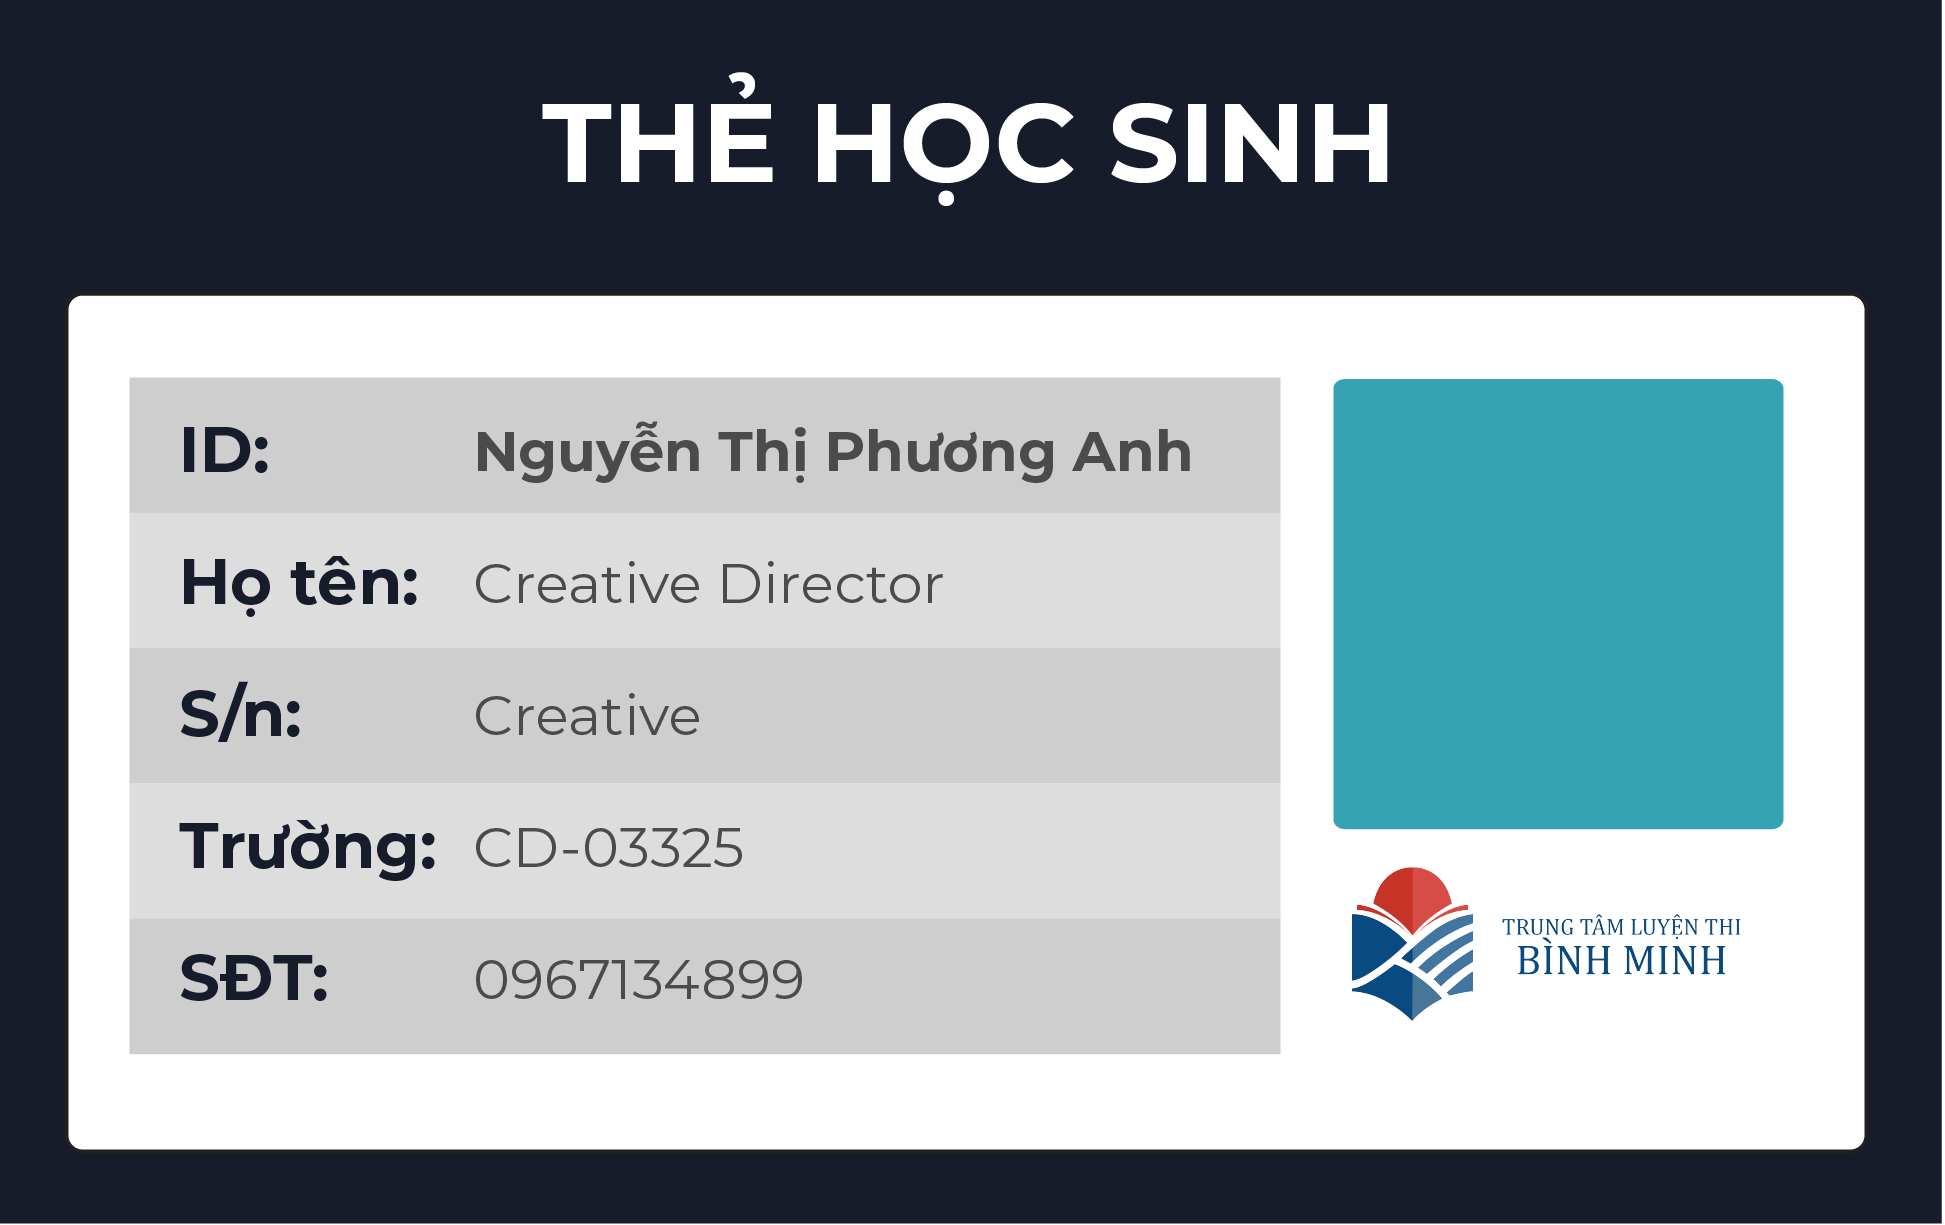 THẺ HỌC SINH
ID: Nguyễn Thị Phương Anh
Họ tên: Creative Director
S/n: Creative
Trường: CD-03325
SĐT: 0967134899
TRUNG TÂM LUYỆN THI
BÌNH MINH